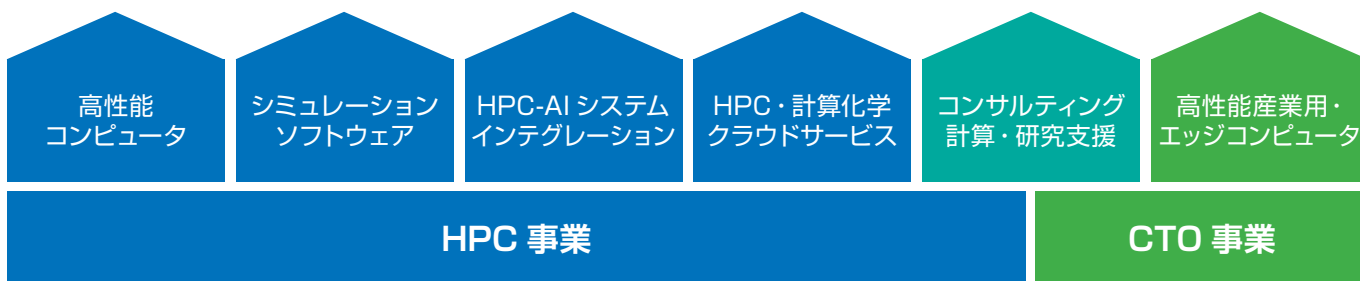 高性能
コンピュータ
シミュレーション
ソフトウェア
HPC-AI システム
インテグレーション
HPC・計算化学
クラウドサービス
コンサルティング
計算・研究支援
高性能産業用・
エッジコンピュータ
HPC 事業
CTO 事業